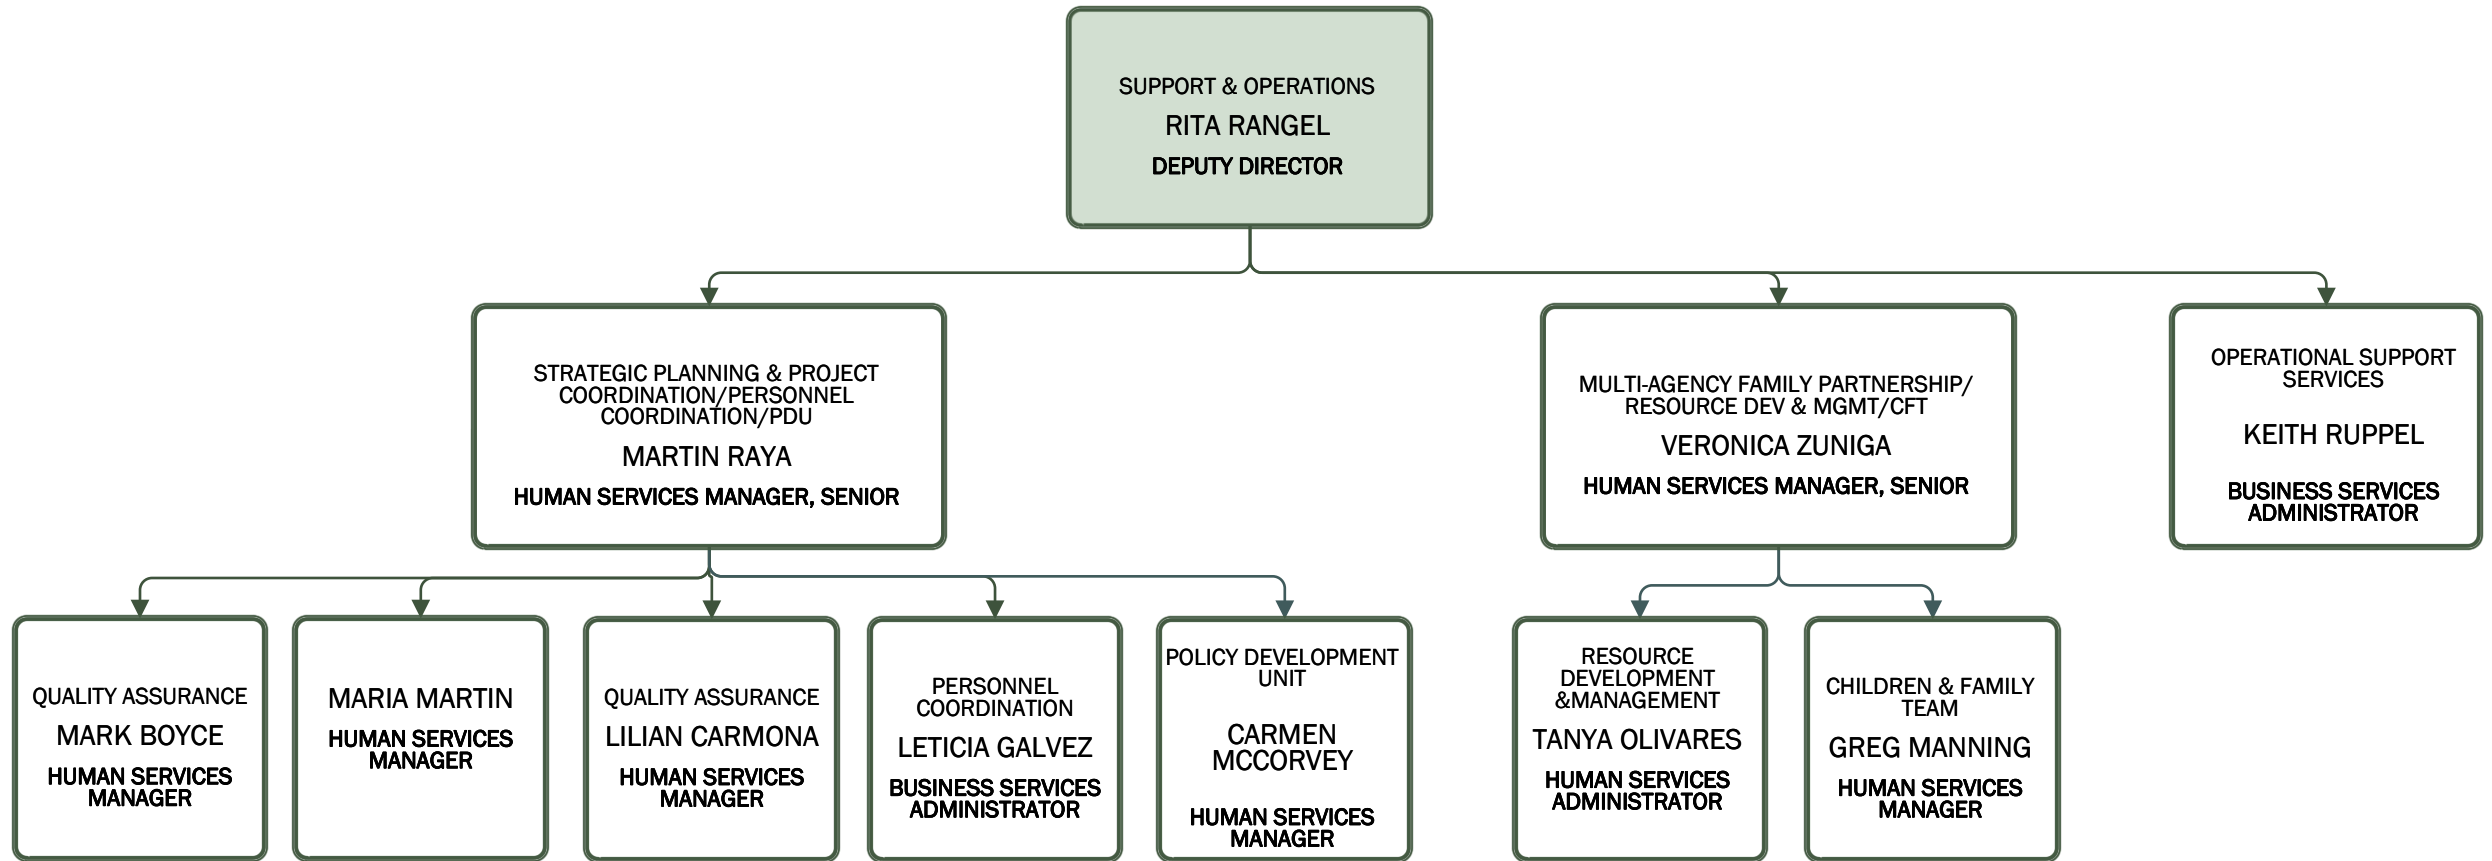 SUPPORT & OPERATIONS
RITA RANGEL
DEPUTY DIRECTOR
STRATEGIC PLANNING & PROJECT
COORDINATION/PERSONNEL
COORDINATION/PDU
MARTIN RAYA
HUMAN SERVICES MANAGER, SENIOR
MULTI-AGENCY FAMILY PARTNERSHIP/
RESOURCE DEV & MGMT/CFT
VERONICA ZUNIGA
HUMAN SERVICES MANAGER, SENIOR
OPERATIONAL SUPPORT
SERVICES
KEITH RUPPEL
BUSINESS SERVICES
ADMINISTRATOR
QUALITY ASSURANCE
MARK BOYCE
HUMAN SERVICES
MANAGER
MARIA MARTIN
HUMAN SERVICES
MANAGER
QUALITY ASSURANCE
LILIAN CARMONA
HUMAN SERVICES
MANAGER
PERSONNEL
COORDINATION
LETICIA GALVEZ
BUSINESS SERVICES
ADMINISTRATOR
POLICY DEVELOPMENT
UNIT
CARMEN
MCCORVEY
HUMAN SERVICES
MANAGER
RESOURCE
DEVELOPMENT
&MANAGEMENT
TANYA OLIVARES
HUMAN SERVICES
ADMINISTRATOR
CHILDREN & FAMILY
TEAM
GREG MANNING
HUMAN SERVICES
MANAGER